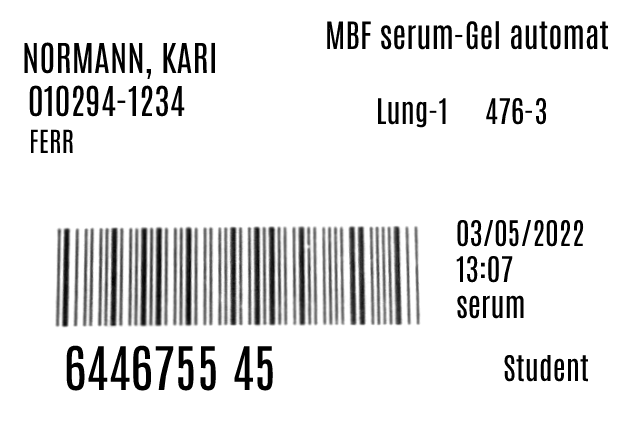 NORMANN, KARI
010294-1234
FERR
MBF serum-Gel automat
Lung-1 476-3
03/05/2022
13:07
serum
6446755 45
Student